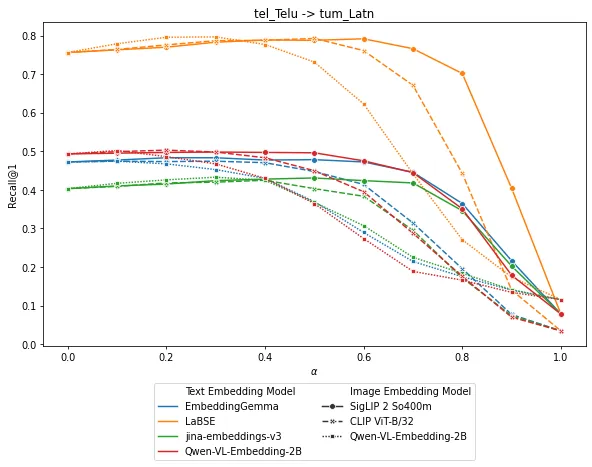 tel_Telu -> tum_Latn
0.8
0.7
0.6
0.5
0.4
0.3
0.2
0.1
0.0
Recall@1
0.0 0.2 0.4 0.6 0.8 1.0
α
Text Embedding Model Image Embedding Model
EmbeddingGemma SigLIP 2 So400m
LaBSE CLIP ViT-B/32
jina-embeddings-v3 Qwen-VL-Embedding-2B
Qwen-VL-Embedding-2B